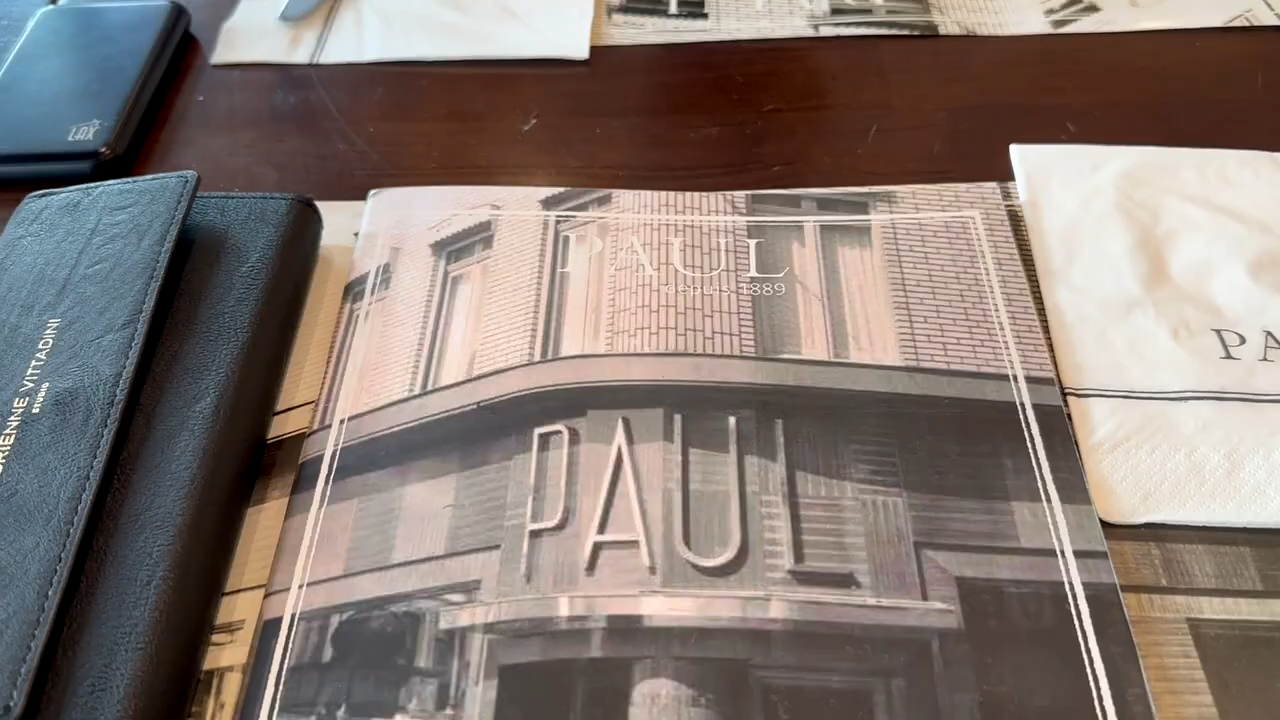 LAX
RIENNE VITTADINI
STUDIO
PAUL
depuis 1889
PAUL
PA